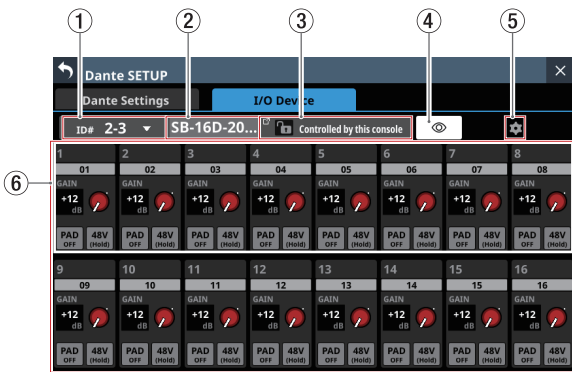 1 2 3 4 5
Dante SETUP ×
Dante Settings I/O Device
ID# 2-3 ▼ SB-16D-20... Controlled by this console
6
1 2 3 4 5 6 7 8
01 02 03 04 05 06 07 08
GAIN GAIN GAIN GAIN GAIN GAIN GAIN GAIN
+12 +12 +12 +12 +12 +12 +12 +12
dB dB dB dB dB dB dB dB
PAD 48V PAD 48V PAD 48V PAD 48V PAD 48V PAD 48V PAD 48V PAD 48V
OFF (Hold) OFF (Hold) OFF (Hold) OFF (Hold) OFF (Hold) OFF (Hold) OFF (Hold) OFF (Hold)
9 10 11 12 13 14 15 16
09 10 11 12 13 14 15 16
GAIN GAIN GAIN GAIN GAIN GAIN GAIN GAIN
+12 +12 +12 +12 +12 +12 +12 +12
dB dB dB dB dB dB dB dB
PAD 48V PAD 48V PAD 48V PAD 48V PAD 48V PAD 48V PAD 48V PAD 48V
OFF (Hold) OFF (Hold) OFF (Hold) OFF (Hold) OFF (Hold) OFF (Hold) OFF (Hold) OFF (Hold)